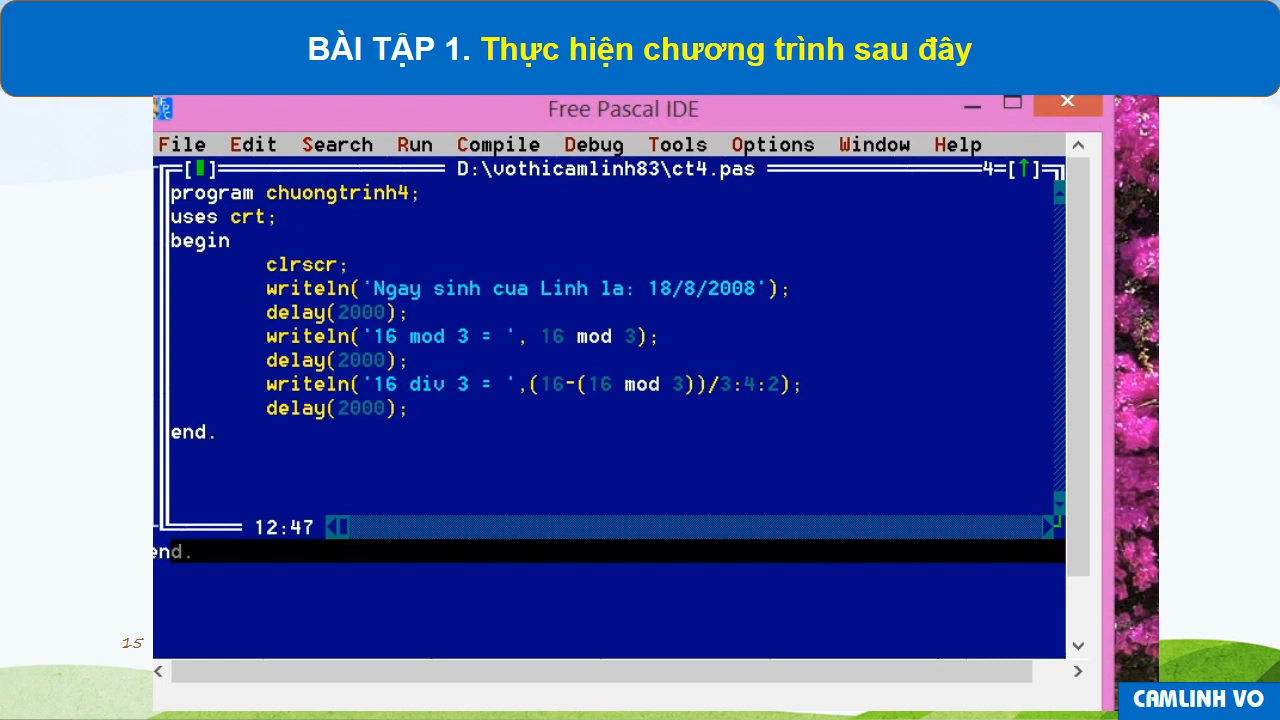 BÀI TẬP 1. Thực hiện chương trình sau đây
Free Pascal IDE
File Edit Search Run Compile Debug Tools Options Window Help
D:\vothicamlinh83\ct4.pas 4=[↑]
program chuongtrinh4;
uses crt;
begin
clrscr;
writeln('Ngay sinh cua Linh la: 18/8/2008');
delay(2000);
writeln('16 mod 3 = ', 16 mod 3);
delay(2000);
writeln('16 div 3 = ',(16-(16 mod 3))/3:4:2);
delay(2000);
end.
12:47
end.
15
CAMLINH VO